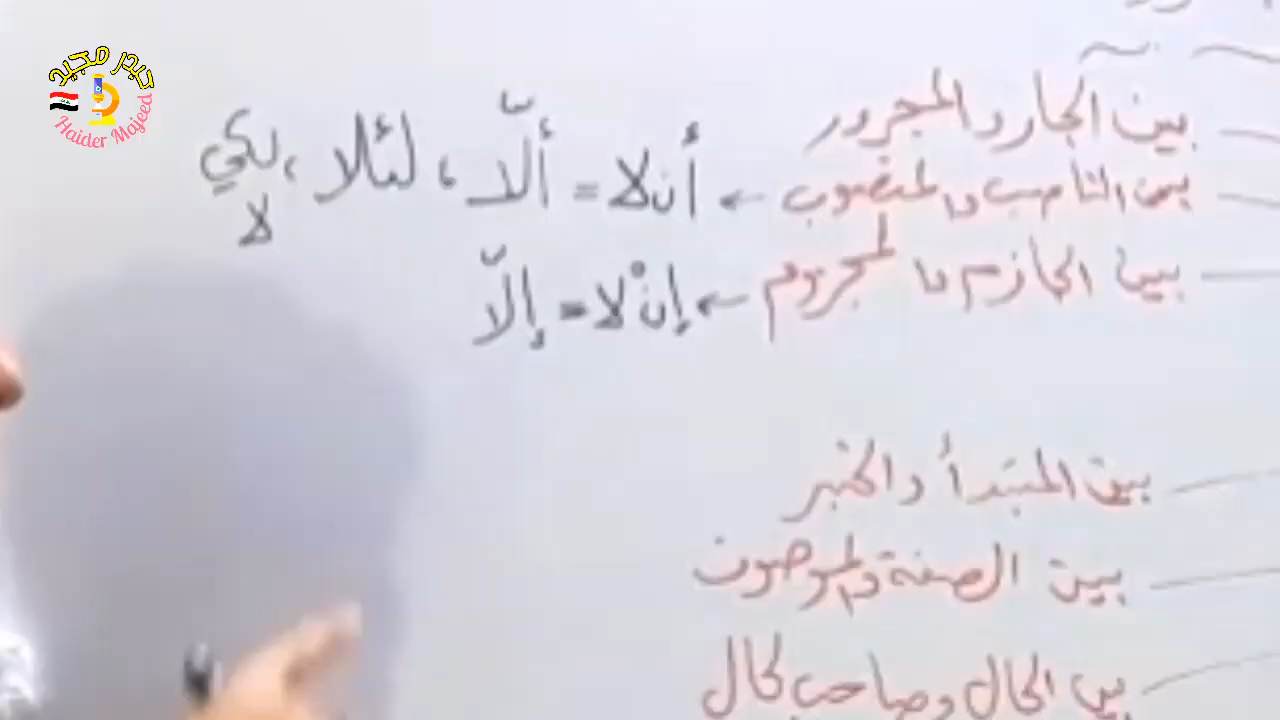 حيدر مجيد
Haider Majeed
بين الجار والمجرور
بين الناصب والمنصوب ← أن لا = ألّا ، لئلا ، لكي لا
بين الجازم والمجزوم ← إنْ لا = إلّا
بين المبتدأ والخبر
بين الصفة والموصوف
بين الحال وصاحب الحال